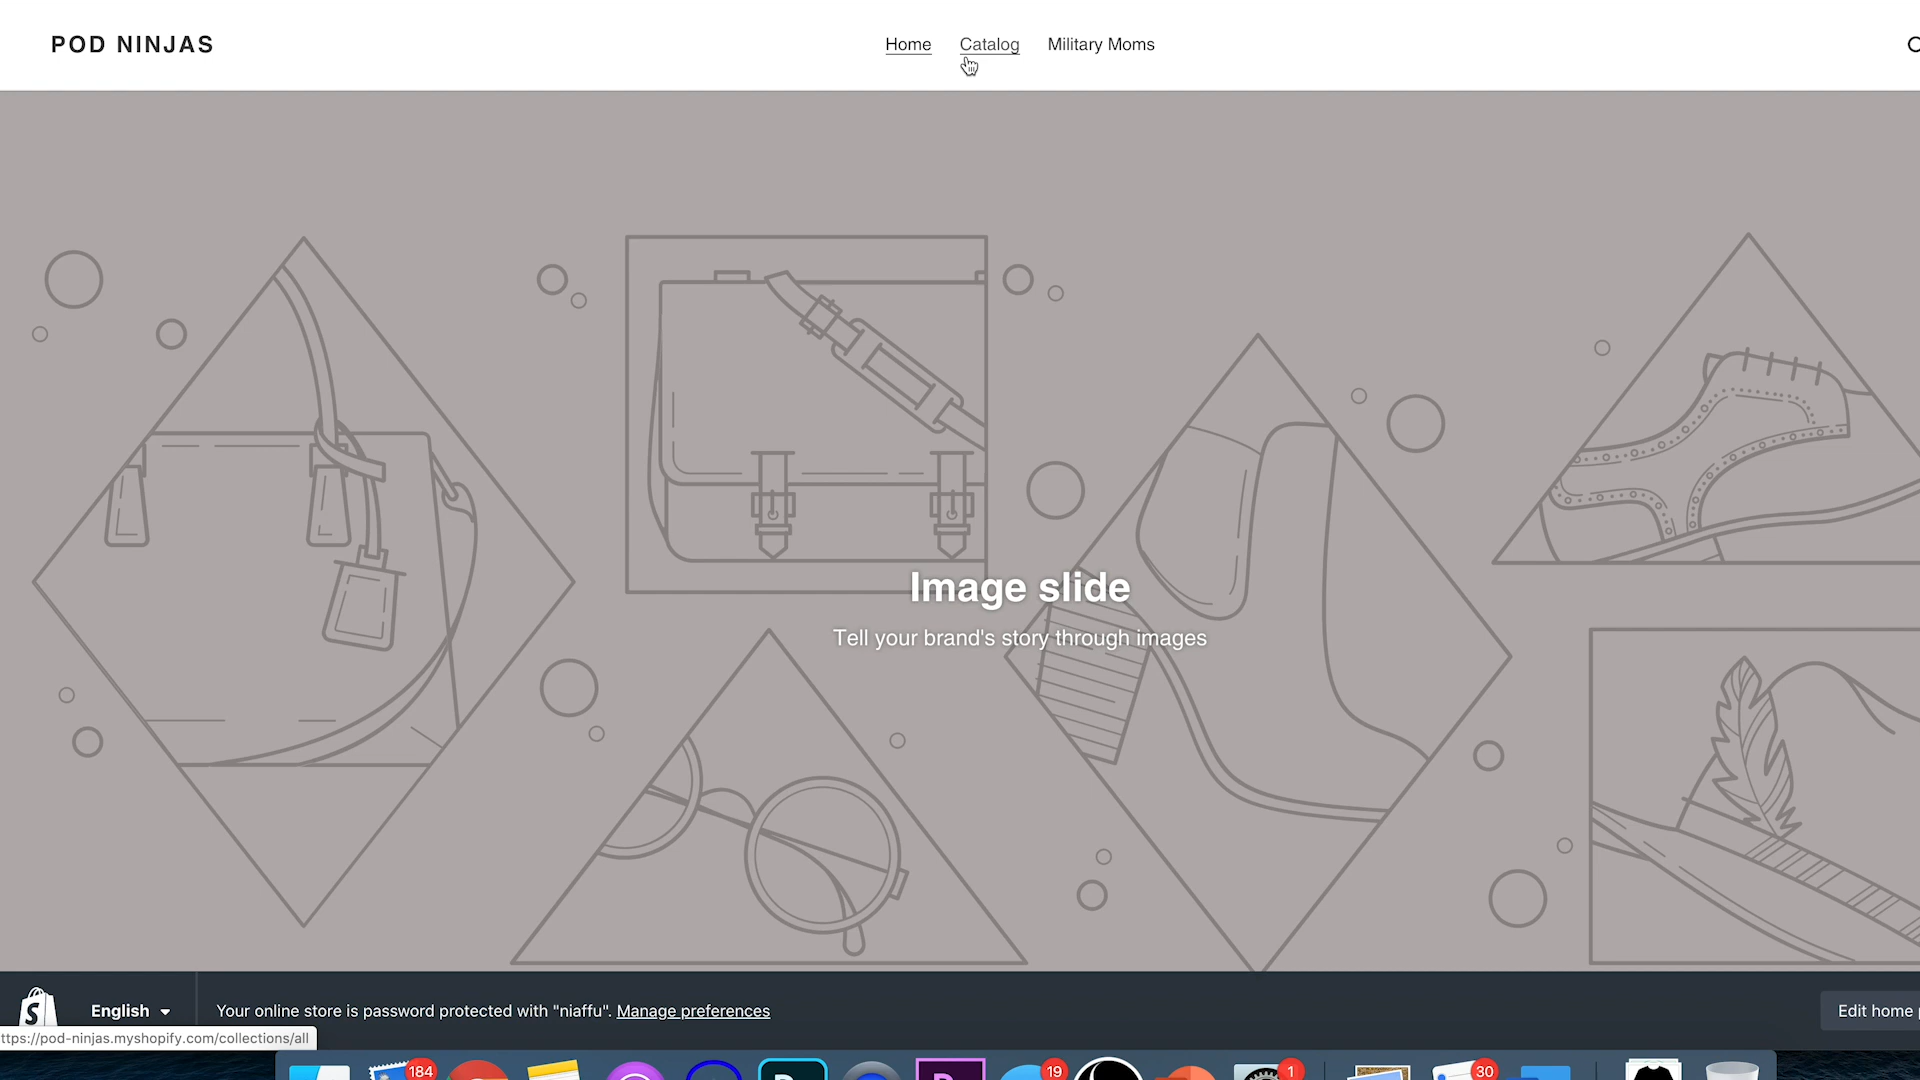 POD NINJAS
Home Catalog Military Moms
Image slide
Tell your brand's story through images
English
Your online store is password protected with "niaffu". Manage preferences
Edit home
ttps://pod-ninjas.myshopify.com/collections/all
184
19
1
30